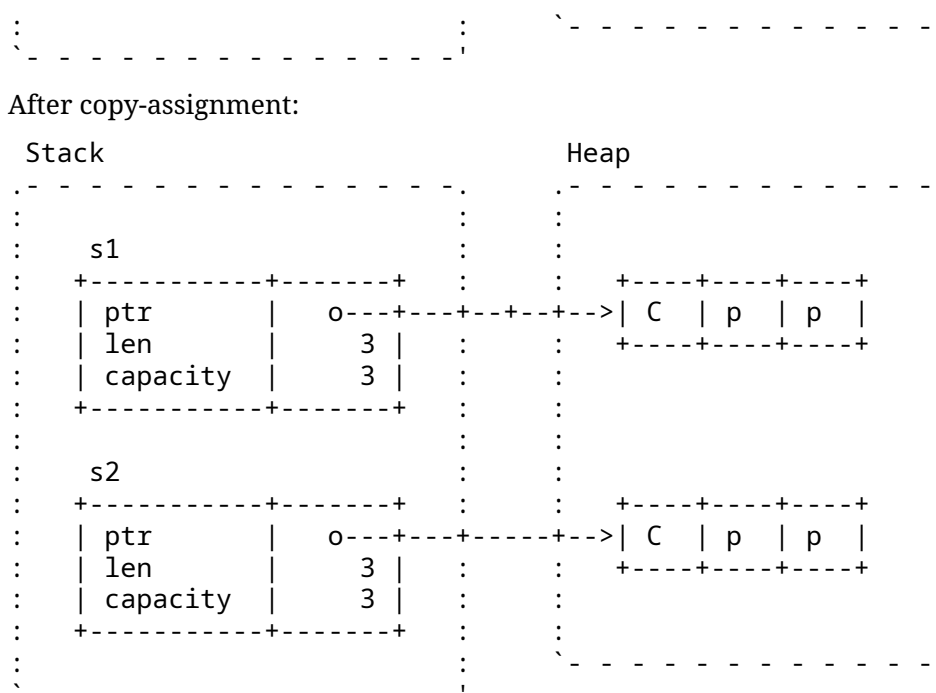 :                           :     `- - - - - - - - - - - -
`- - - - - - - - - - - - - -'
After copy-assignment:
 Stack                             Heap
.- - - - - - - - - - - - - -.     .- - - - - - - - - - - -
:                           :     :
:    s1                     :     :
:   +-----------+-------+   :     :   +----+----+----+
:   | ptr       |   o---+---+--+--+-->| C  | p  | p  |
:   | len       |     3 |   :     :   +----+----+----+
:   | capacity  |     3 |   :     :
:   +-----------+-------+   :     :
:                           :     :
:    s2                     :     :
:   +-----------+-------+   :     :   +----+----+----+
:   | ptr       |   o---+---+-----+-->| C  | p  | p  |
:   | len       |     3 |   :     :   +----+----+----+
:   | capacity  |     3 |   :     :
:   +-----------+-------+   :     :
:                           :     `- - - - - - - - - - - -
`                           '